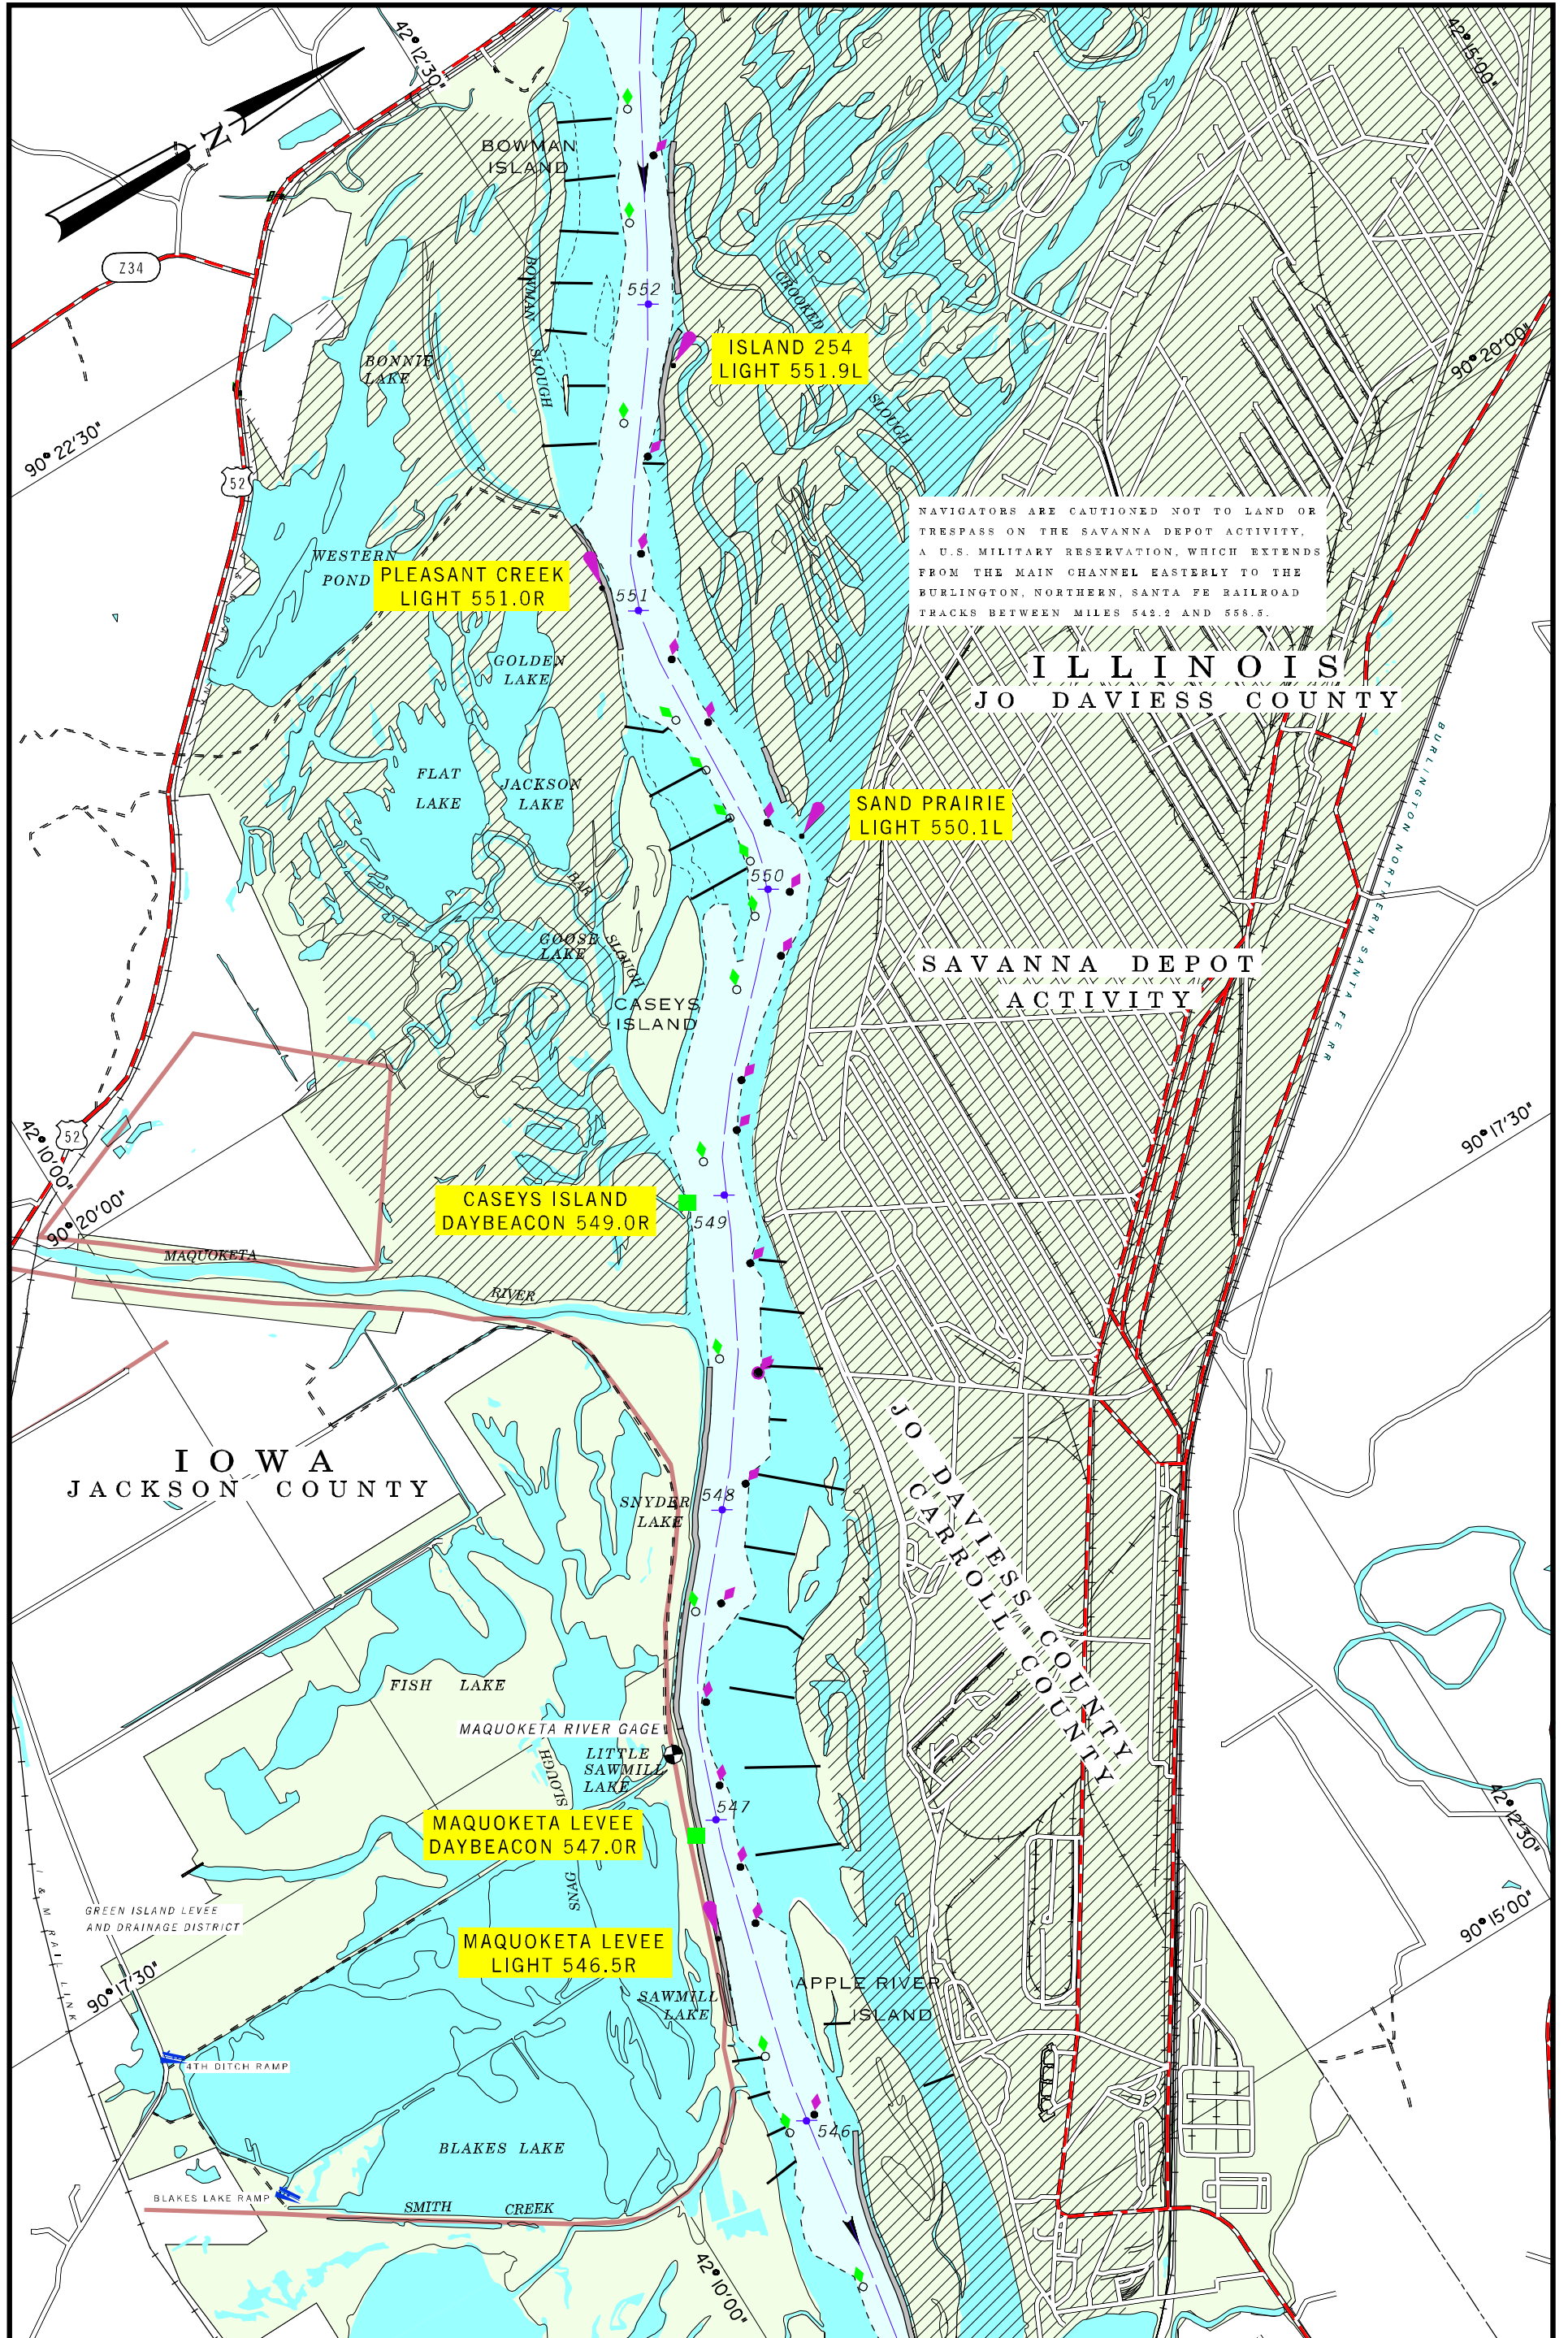 42°12'30"
42°15'00"
N
BOWMAN
ISLAND
Z34
BOWMAN
SLOUGH
552
CROOKED
SLOUGH
ISLAND 254
LIGHT 551.9L
90°20'00"
BONNIE
LAKE
90°22'30"
52
NAVIGATORS ARE CAUTIONED NOT TO LAND OR
TRESPASS ON THE SAVANNA DEPOT ACTIVITY,
A U.S. MILITARY RESERVATION, WHICH EXTENDS
FROM THE MAIN CHANNEL EASTERLY TO THE
BURLINGTON, NORTHERN, SANTA FE RAILROAD
TRACKS BETWEEN MILES 542.2 AND 558.5.
WESTERN
POND
PLEASANT CREEK
LIGHT 551.0R
551
ILLINOIS
JO DAVIESS COUNTY
GOLDEN
LAKE
BURLINGTON NORTHERN SANTA FE RR
FLAT
LAKE
JACKSON
LAKE
SAND PRAIRIE
LIGHT 550.1L
550
BAR
SLOUGH
GOOSE
LAKE
SAVANNA DEPOT
ACTIVITY
CASEYS
ISLAND
52
42°10'00"
90°20'00"
90°17'30"
CASEYS ISLAND
DAYBEACON 549.0R
549
MAQUOKETA
RIVER
IOWA
JACKSON COUNTY
JO DAVIESS COUNTY
CARROLL COUNTY
SNYDER
LAKE
548
FISH LAKE
MAQUOKETA RIVER GAGE
LITTLE
SAWMILL
LAKE
SLOUGH
SNAG
547
MAQUOKETA LEVEE
DAYBEACON 547.0R
42°12'30"
I & M RAIL LINK
GREEN ISLAND LEVEE
AND DRAINAGE DISTRICT
90°15'00"
MAQUOKETA LEVEE
LIGHT 546.5R
90°17'30"
APPLE RIVER
ISLAND
SAWMILL
LAKE
4TH DITCH RAMP
546
BLAKES LAKE
BLAKES LAKE RAMP
SMITH CREEK
42°10'00"